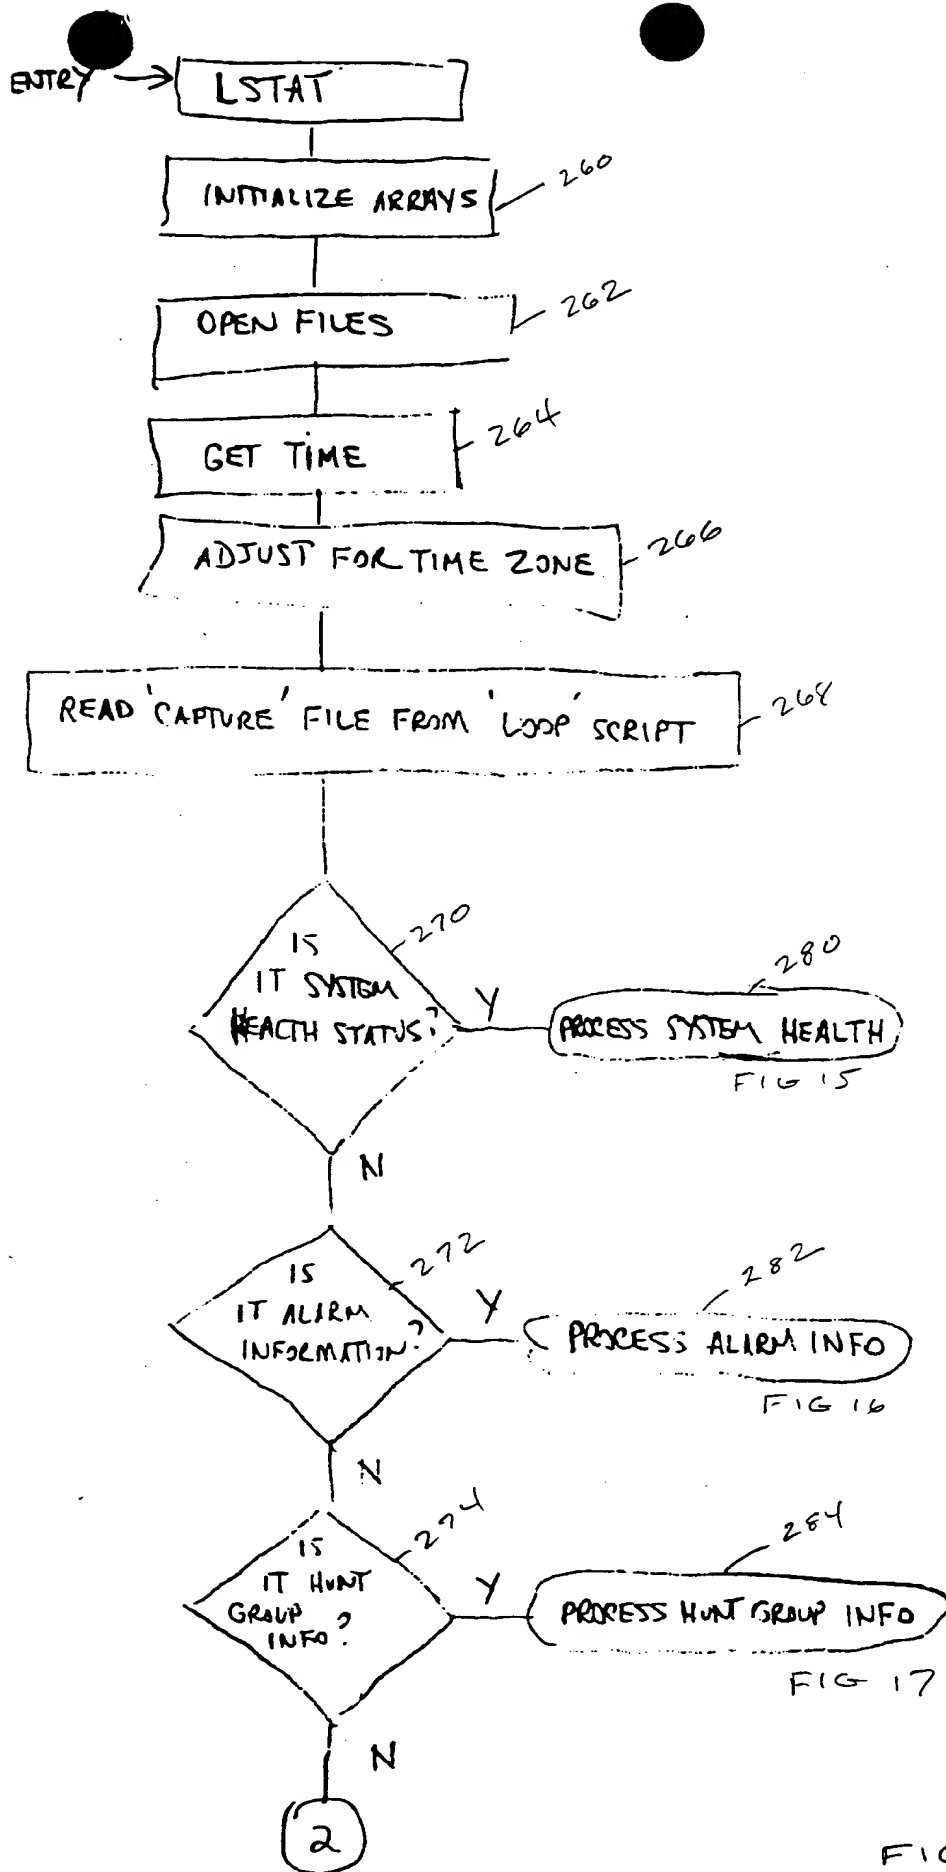 ENTRY
LSTAT
INITIALIZE ARRAYS
260
OPEN FILES
262
GET TIME
264
ADJUST FOR TIME ZONE
266
READ 'CAPTURE' FILE FROM 'LOOP' SCRIPT
268
270
IS
IT SYSTEM
HEALTH STATUS?
Y
280
PROCESS SYSTEM HEALTH
FIG 15
N
272
IS
IT ALARM
INFORMATION?
Y
282
PROCESS ALARM INFO
FIG 16
N
274
IS
IT HUNT
GROUP
INFO?
Y
284
PROCESS HUNT GROUP INFO
FIG 17
N
2
FIG